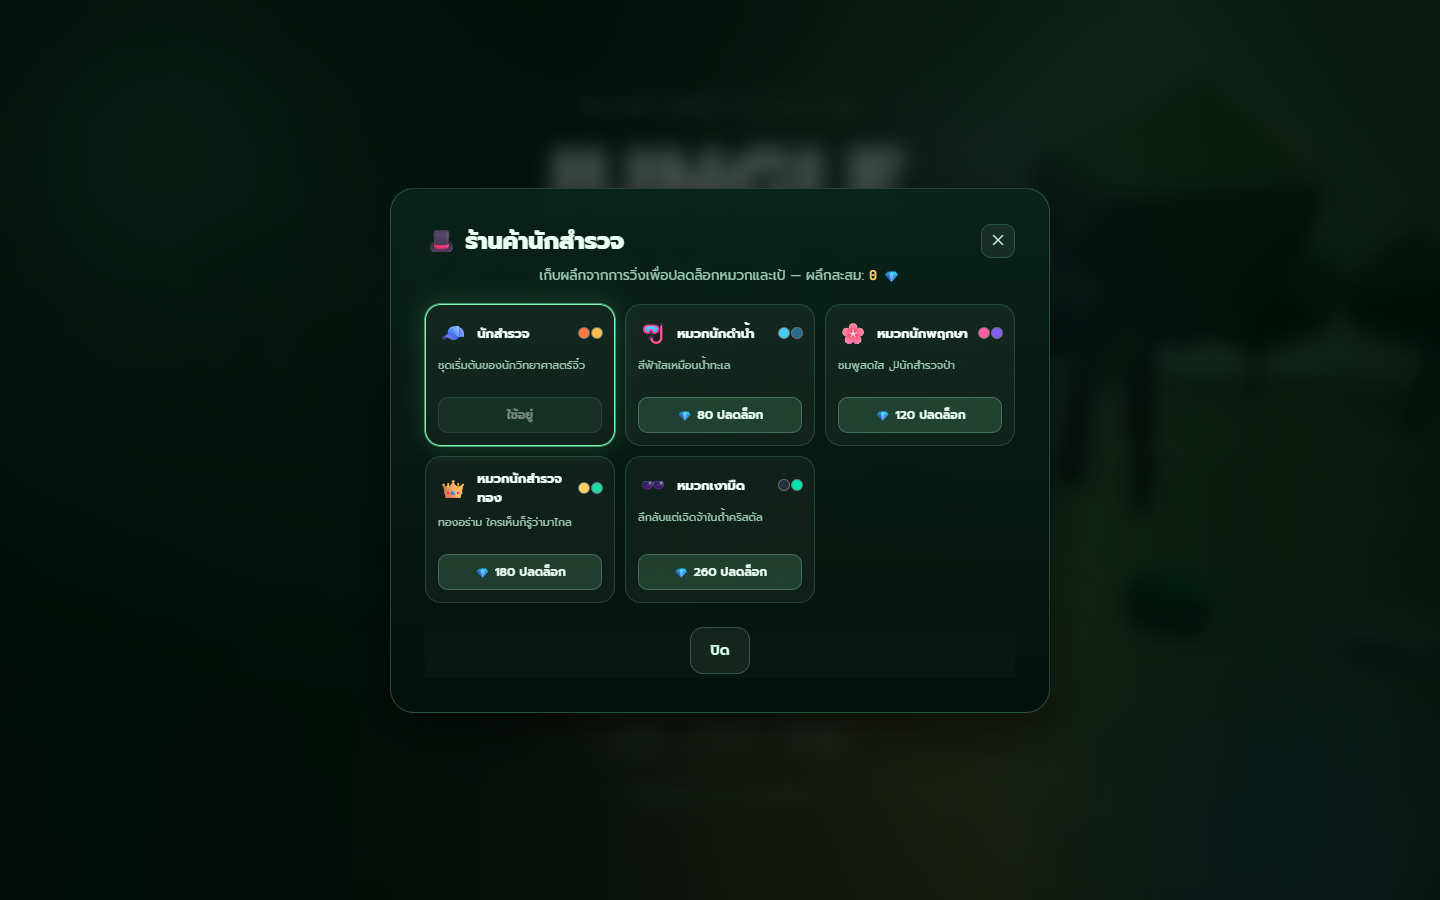 ร้านค้านักสำรวจ
เก็บผลึกจากการวิ่งเพื่อปลดล็อกหมวกและเป้ — ผลึกสะสม: 0
นักสำรวจ
ชุดเริ่มต้นของนักวิทยาศาสตร์จิ๋ว
ใช้อยู่
หมวกนักดำน้ำ
สีฟ้าใสเหมือนน้ำทะเล
80 ปลดล็อก
หมวกนักพฤกษา
ชมพูสดใส นักสำรวจป่า
120 ปลดล็อก
หมวกนักสำรวจ
ทอง
ทองอร่าม ใครเห็นก็รู้ว่ามาไกล
180 ปลดล็อก
หมวกเงามืด
ลึกลับแต่เจิดจ้าในถ้ำคริสตัล
260 ปลดล็อก
ปิด